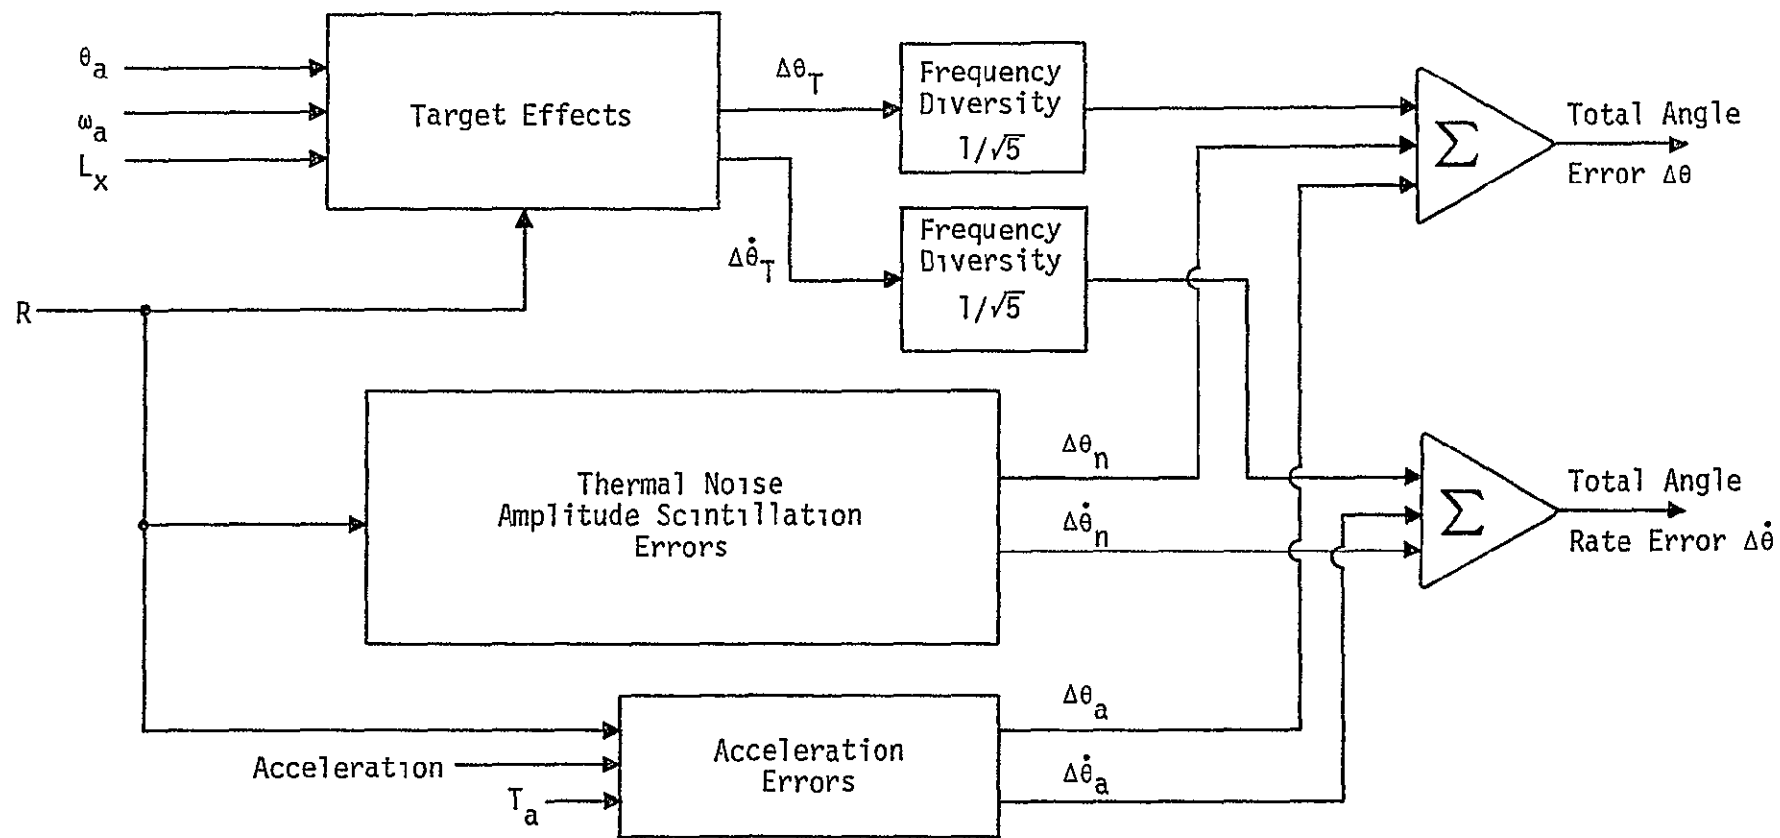 θa
ωa
Lx
Target Effects
ΔθT
Δθ̇T
Frequency
Diversity
1/√5
Frequency
Diversity
1/√5
Σ
Total Angle
Error Δθ
R
Thermal Noise
Amplitude Scintillation
Errors
Δθn
Δθ̇n
Σ
Total Angle
Rate Error Δθ̇
Acceleration
Ta
Acceleration
Errors
Δθa
Δθ̇a